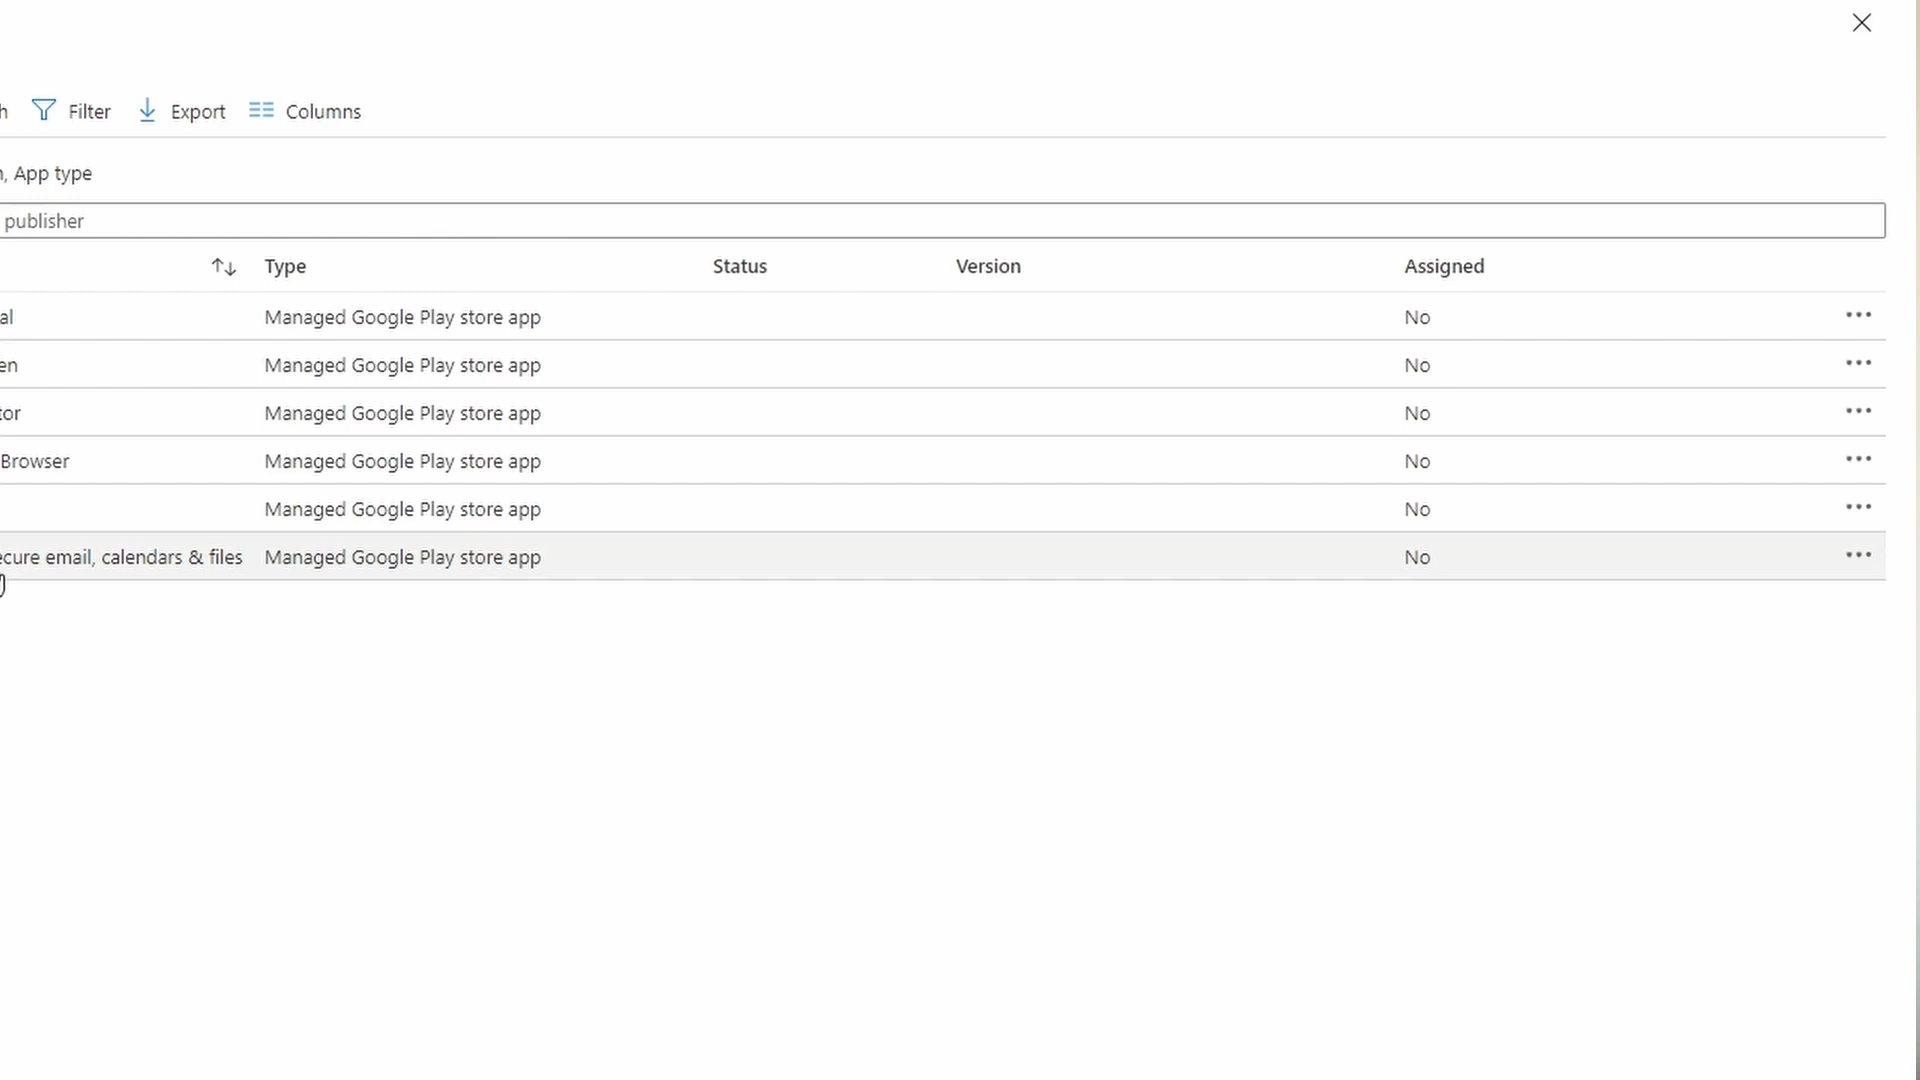 h Filter Export Columns
, App type
publisher
Type Status Version Assigned
al Managed Google Play store app No
en Managed Google Play store app No
tor Managed Google Play store app No
Browser Managed Google Play store app No
Managed Google Play store app No
ecure email, calendars & files Managed Google Play store app No